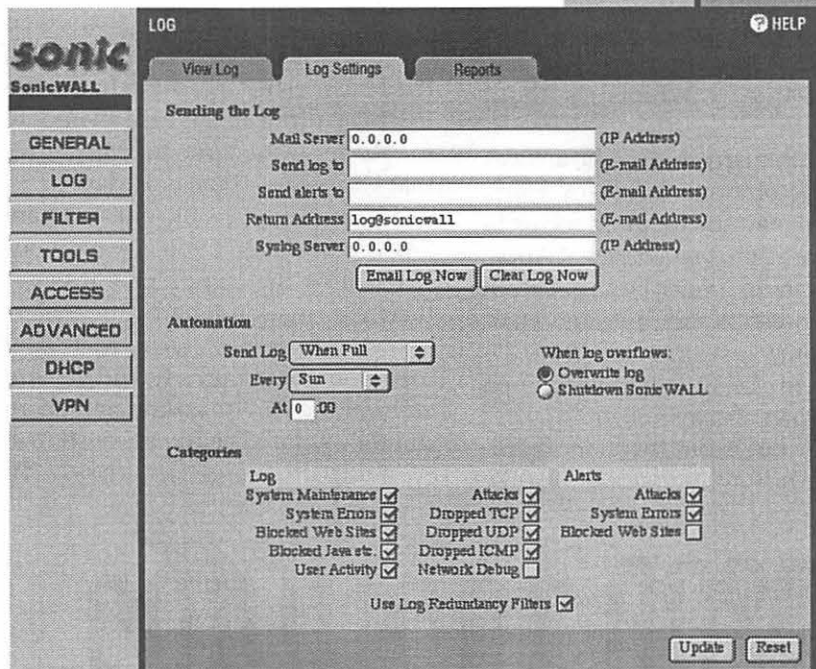 LOG
HELP
sonic
SonicWALL
View Log
Log Settings
Reports
GENERAL
LOG
FILTER
TOOLS
ACCESS
ADVANCED
DHCP
VPN
Sending the Log
Mail Server 0.0.0.0 (IP Address)
Send log to (E-mail Address)
Send alerts to (E-mail Address)
Return Address log@sonicwall (E-mail Address)
Syslog Server 0.0.0.0 (IP Address)
Email Log Now Clear Log Now
Automation
Send Log When Full
Every Sun
At 0 :00
When log overflows:
Overwrite log
Shutdown SonicWALL
Categories
Log Alerts
System Maintenance Attacks Attacks
System Errors Dropped TCP System Errors
Blocked Web Sites Dropped UDP Blocked Web Sites
Blocked Java etc. Dropped ICMP
User Activity Network Debug
Use Log Redundancy Filters
Update Reset